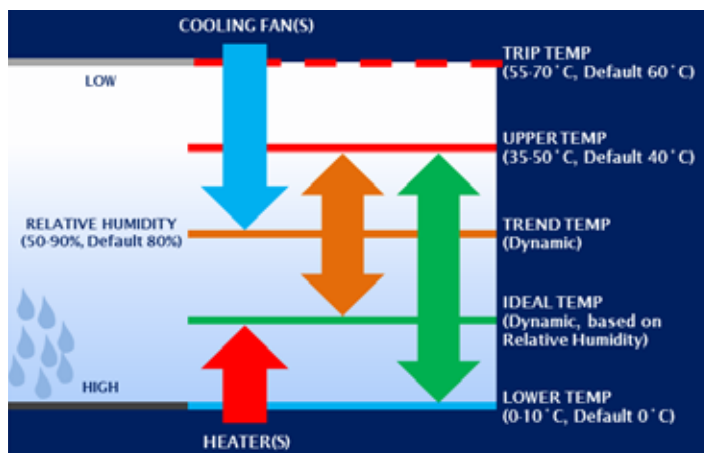 COOLING FAN(S)
TRIP TEMP
(55-70˚C, Default 60˚C)
LOW
UPPER TEMP
(35-50˚C, Default 40˚C)
RELATIVE HUMIDITY
(50-90%, Default 80%)
TREND TEMP
(Dynamic)
IDEAL TEMP
(Dynamic, based on
Relative Humidity)
HIGH
LOWER TEMP
(0-10˚C, Default 0˚C)
HEATER(S)